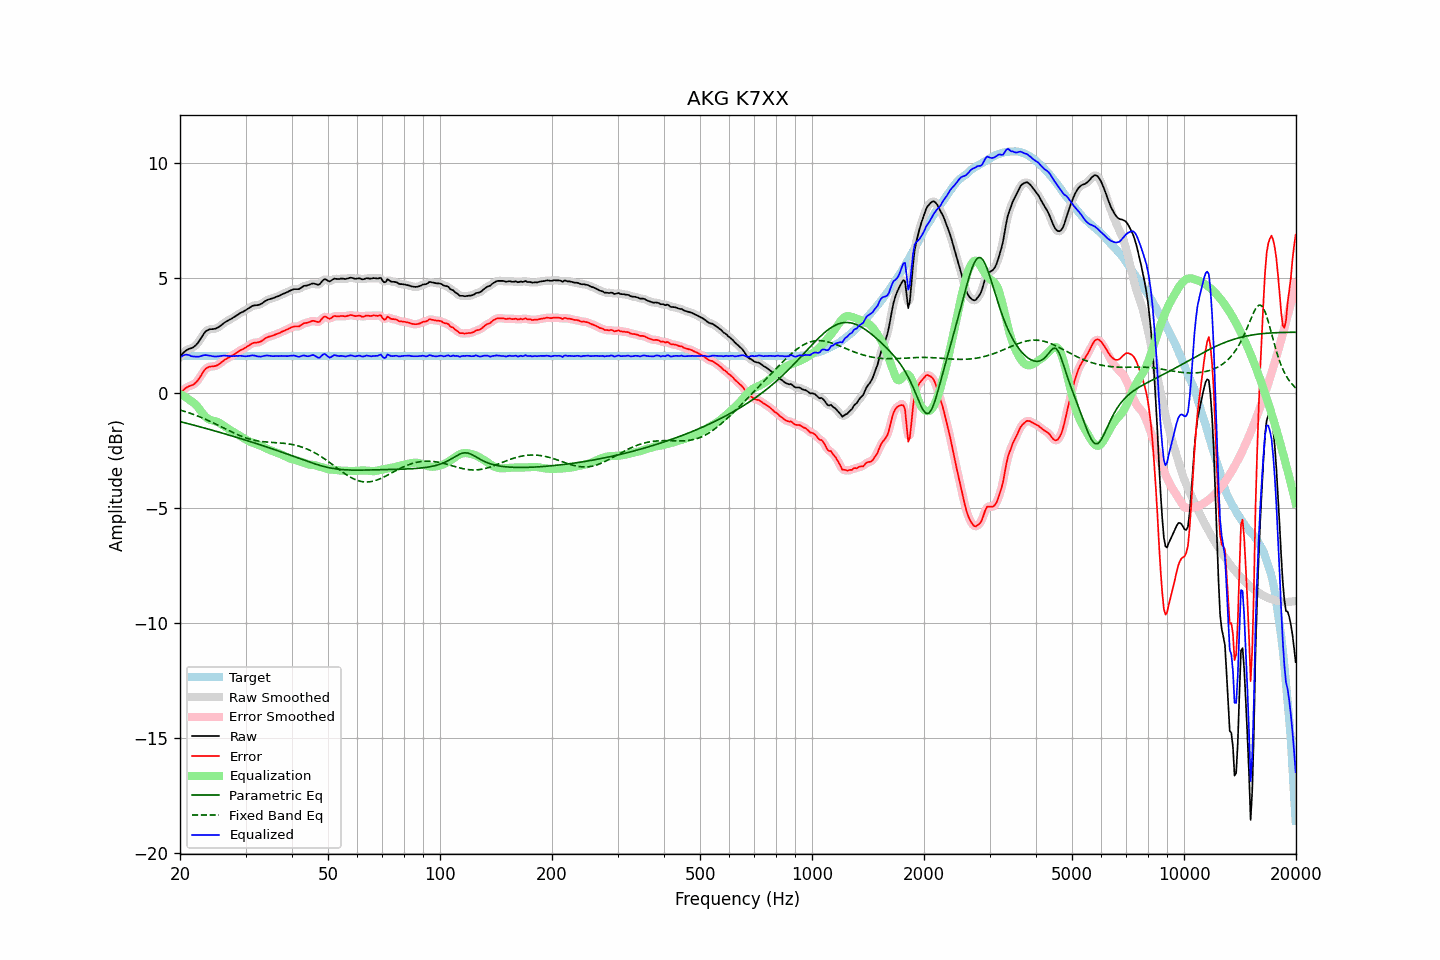 AKG K7XX
Amplitude (dBr)
10
5
0
−5
−10
−15
−20
Target
Raw Smoothed
Error Smoothed
Raw
Error
Equalization
Parametric Eq
Fixed Band Eq
Equalized
20 50 100 200 500 1000 2000 5000 10000 20000
Frequency (Hz)